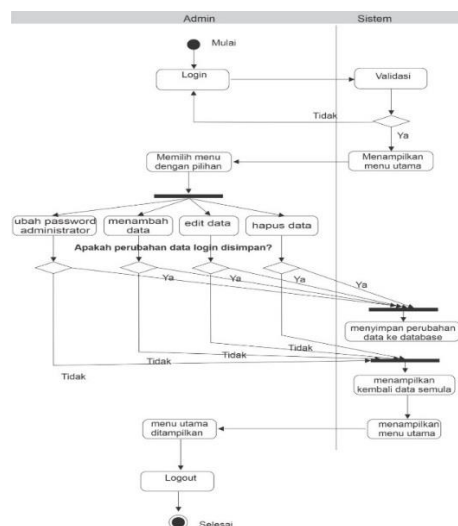 Admin
Sistem
Mulai
Login
Validasi
Tidak
Ya
Memilih menu
dengan pilihan
Menampilkan
menu utama
ubah password
administrator
menambah
data
edit data
hapus data
Apakah perubahan data login disimpan?
Ya
Ya
Ya
Ya
menyimpan perubahan
data ke database
Tidak
Tidak
Tidak
Tidak
menampilkan
kembali data semula
menu utama
ditampilkan
menampilkan
menu utama
Logout
Selesai